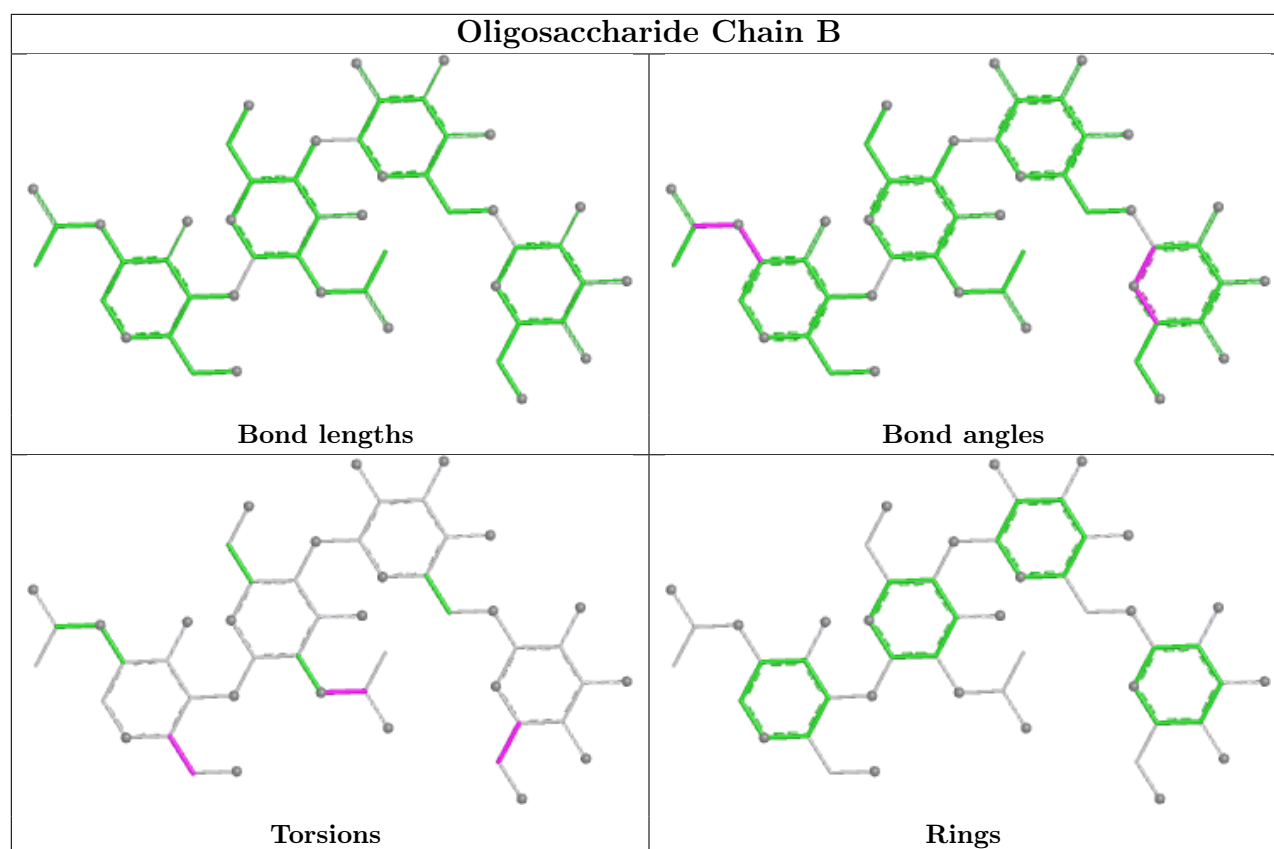 Oligosaccharide Chain B
Bond lengths
Bond angles
Torsions
Rings